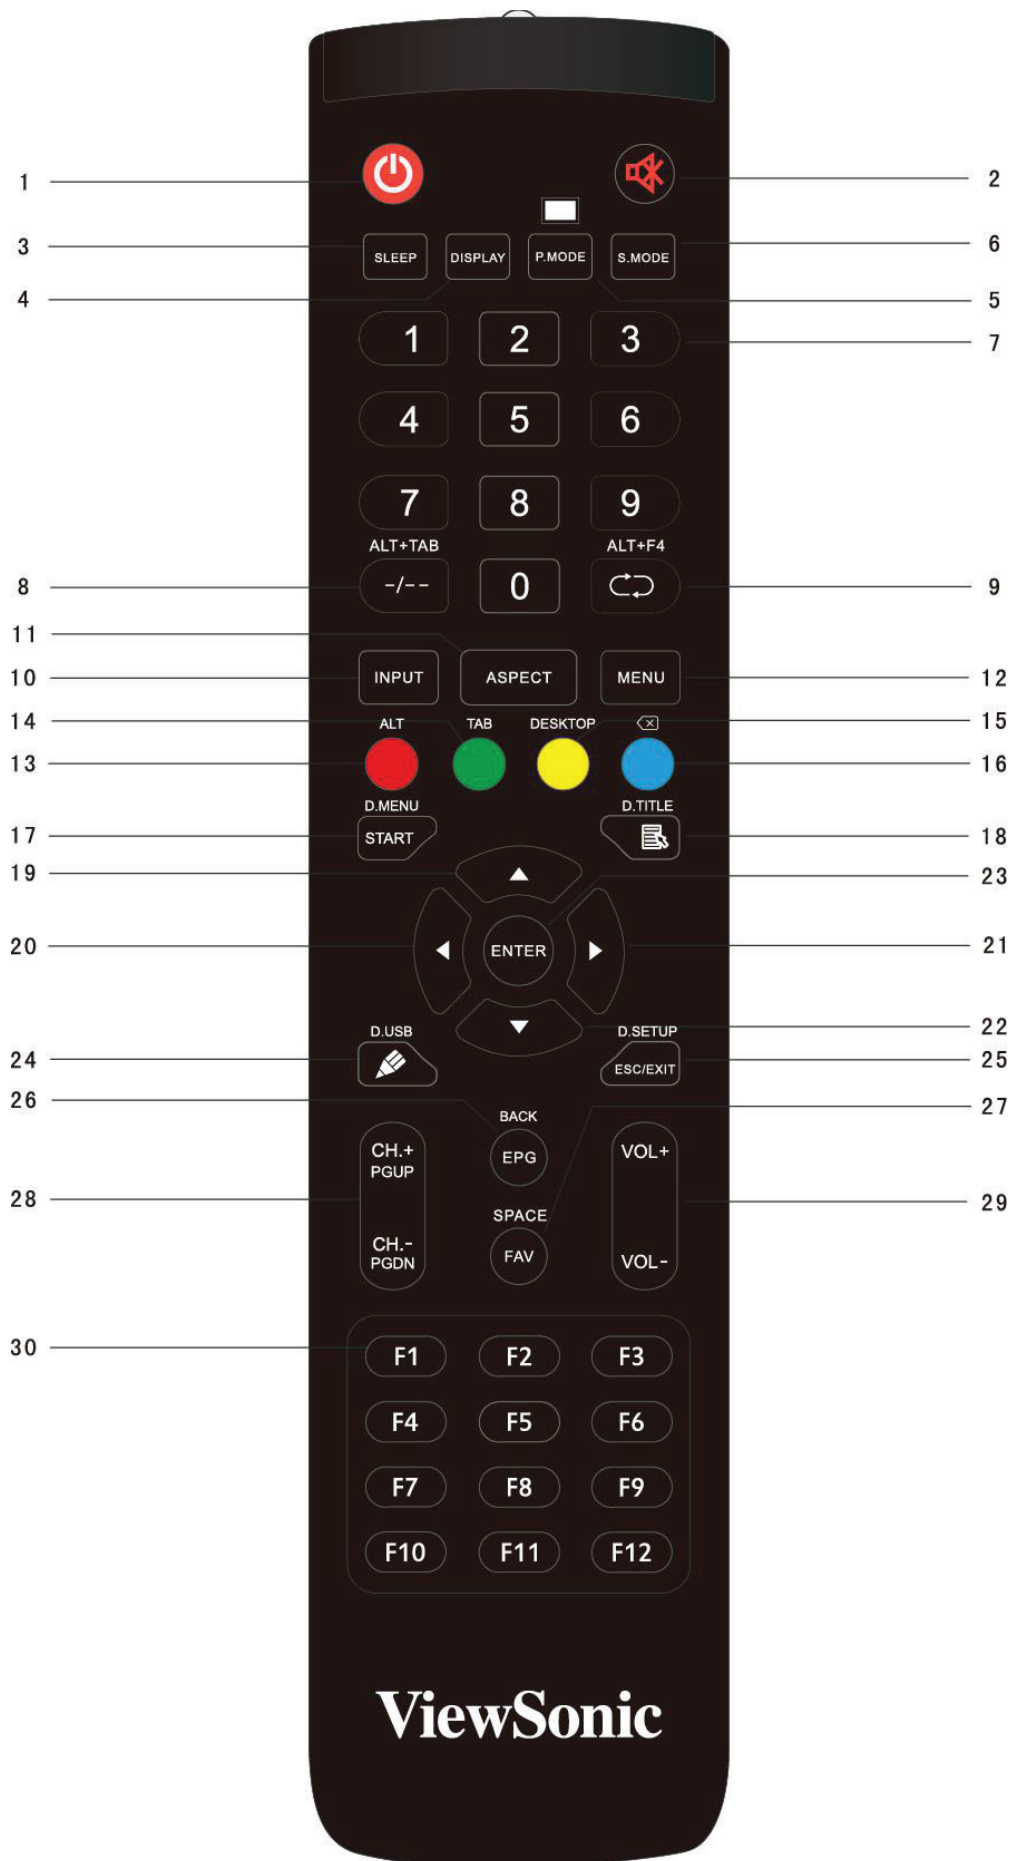 1
2
3
SLEEP
DISPLAY
P.MODE
S.MODE
6
4
5
1
2
3
7
4
5
6
7
8
9
ALT+TAB
ALT+F4
8
-/--
0
9
11
10
INPUT
ASPECT
MENU
12
14
ALT
TAB
DESKTOP
15
13
16
D.MENU
D.TITLE
17
START
18
19
23
20
ENTER
21
D.USB
D.SETUP
22
24
ESC/EXIT
25
26
BACK
27
CH.+
PGUP
EPG
VOL+
28
29
SPACE
CH.-
PGDN
FAV
VOL-
30
F1
F2
F3
F4
F5
F6
F7
F8
F9
F10
F11
F12
ViewSonic